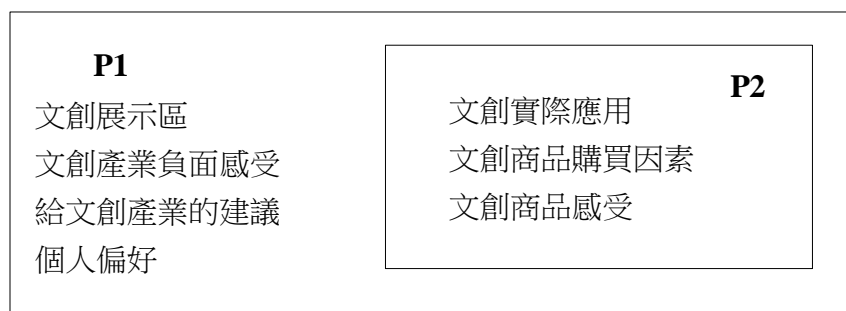 P1
文創展示區
文創產業負面感受
給文創產業的建議
個人偏好
P2
文創實際應用
文創商品購買因素
文創商品感受